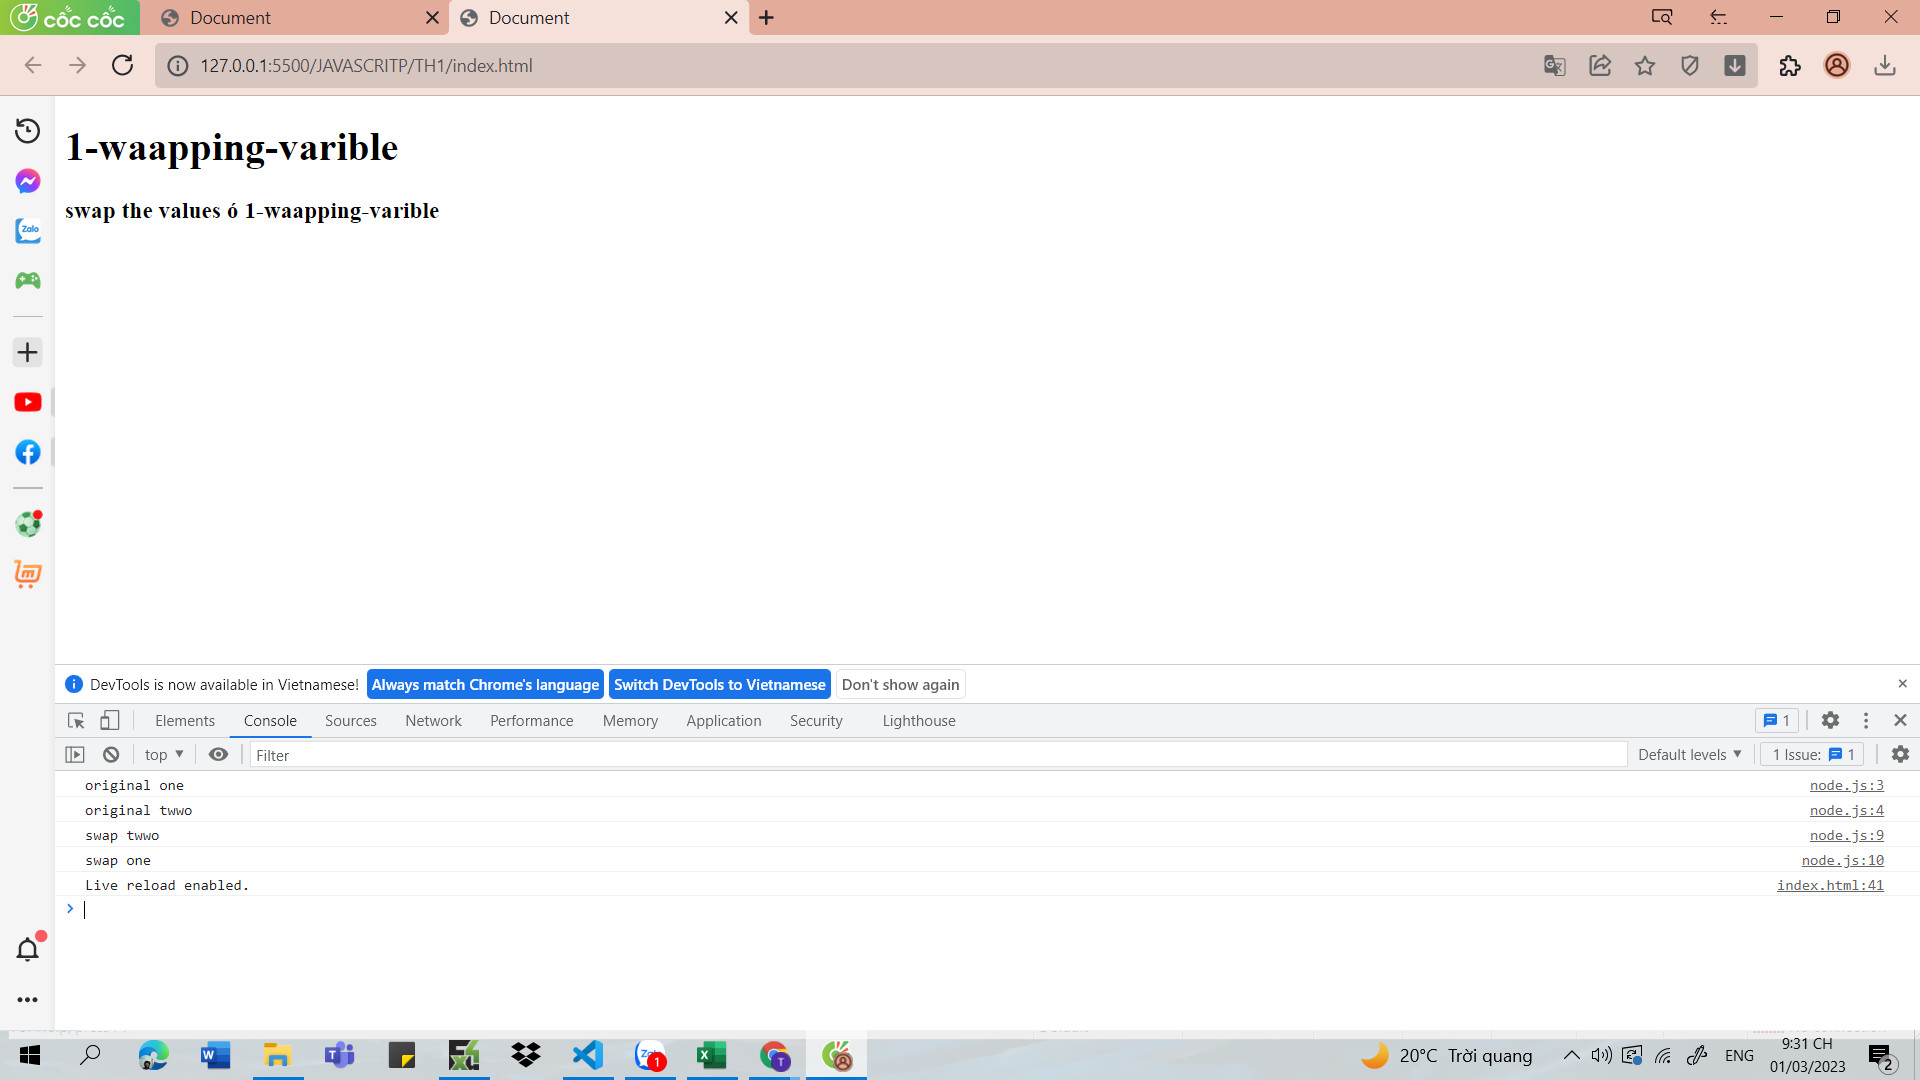 cốc cốc Document Document
127.0.0.1:5500/JAVASCRITP/TH1/index.html
1-waapping-varible
swap the values ó 1-waapping-varible
Zalo
DevTools is now available in Vietnamese! Always match Chrome's language Switch DevTools to Vietnamese Don't show again
Elements Console Sources Network Performance Memory Application Security Lighthouse 1
top Filter Default levels 1 Issue: 1
original one node.js:3
original twwo node.js:4
swap twwo node.js:9
swap one node.js:10
Live reload enabled. index.html:41
20°C Trời quang ENG 9:31 CH
01/03/2023 2